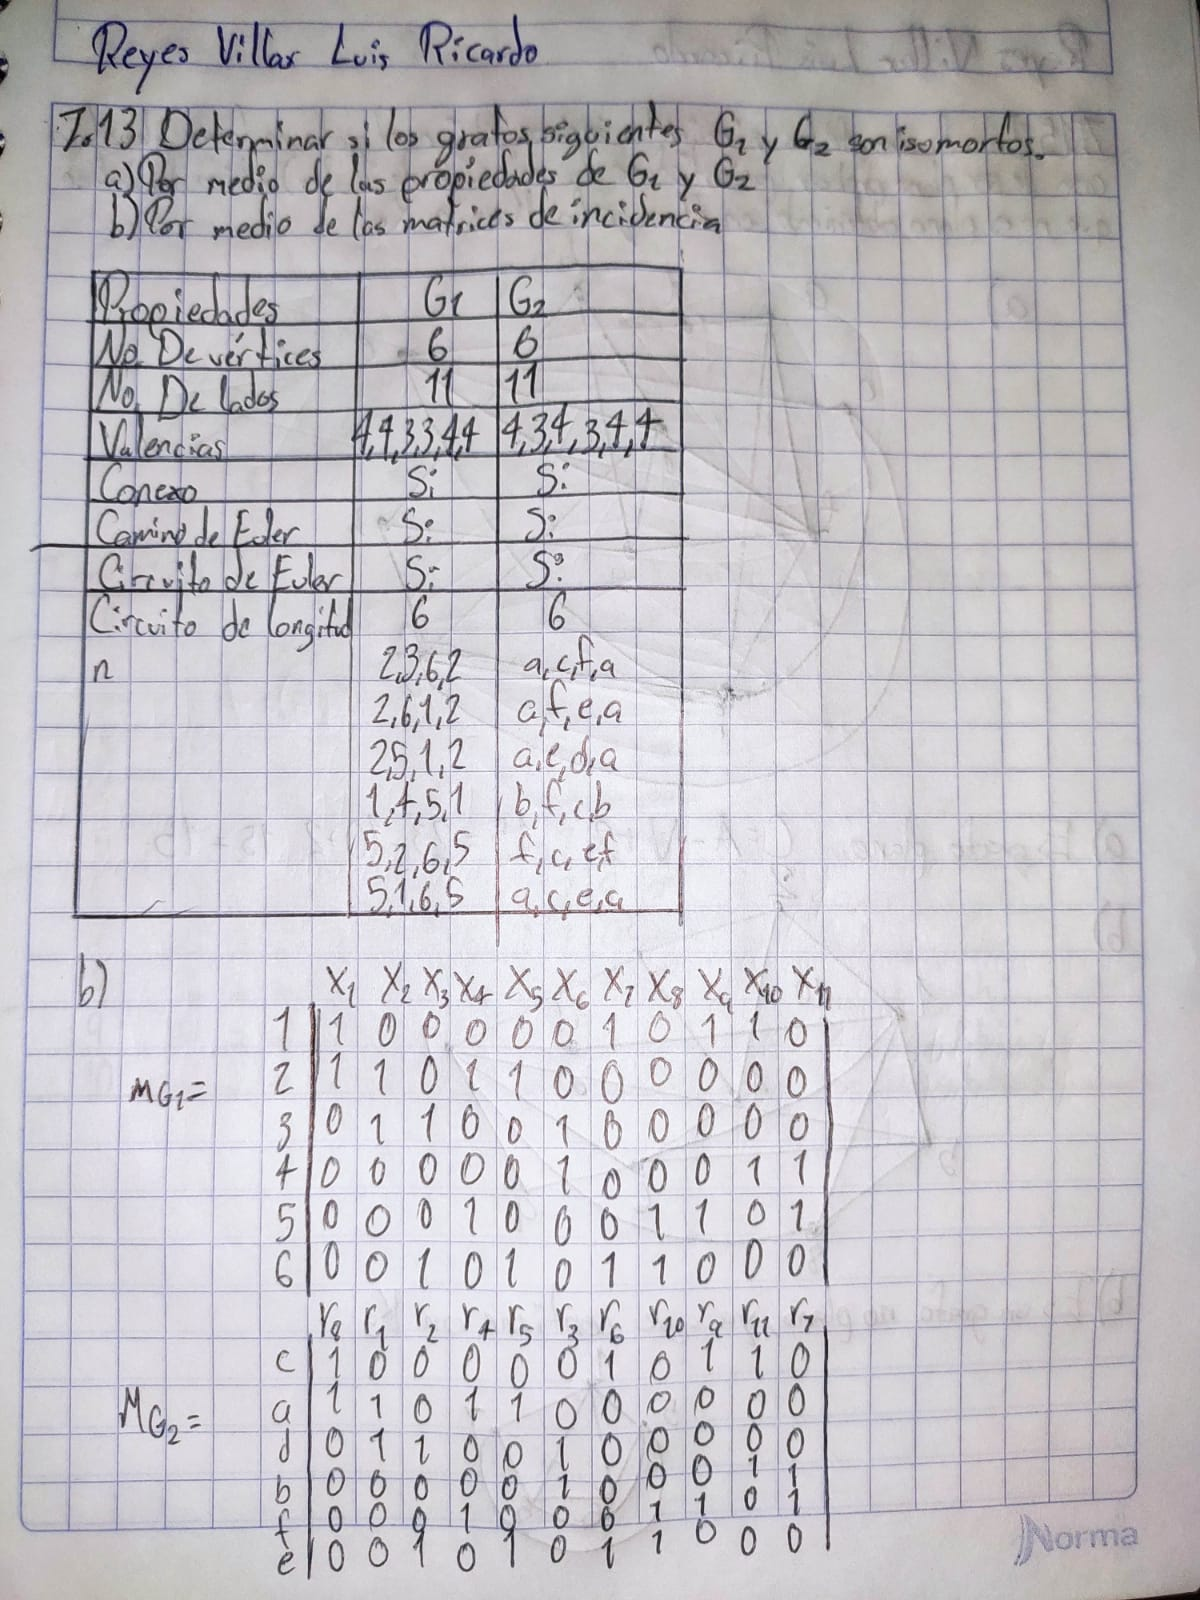 Reyes Villar Luis Ricardo
7.13 Determinar si los grafos siguientes G1 y G2 son isomorfos.
a) Por medio de las propiedades de G1 y G2
b) Por medio de las matrices de incidencia
Propiedades G1 G2
No. De vértices 6 6
No. De lados 11 11
Valencias 4,4,3,3,4,4 4,3,4,3,4,4
Conexo Si Si
Camino de Euler Si Si
Circuito de Euler Si Si
Circuito de longitud 6 6
n 2,3,6,2 a,c,f,a
2,6,1,2 a,f,e,a
2,5,1,2 a,e,d,a
1,4,5,1 b,f,c,b
5,2,6,5 f,c,e,f
5,1,6,5 a,c,e,a
b) X1 X2 X3 X4 X5 X6 X7 X8 X9 X10 X11
1 1 0 0 0 0 0 1 0 1 1 0
MG1= 2 1 1 0 1 1 0 0 0 0 0 0
3 0 1 1 0 0 1 0 0 0 0 0
4 0 0 0 0 0 1 0 0 0 1 1
5 0 0 0 1 0 0 0 1 1 0 1
6 0 0 1 0 1 0 1 1 0 0 0
r8 r1 r2 r4 r5 r3 r6 r10 r9 r11 r7
c 1 0 0 0 0 0 1 0 1 1 0
MG2= a 1 1 0 1 1 0 0 0 0 0 0
d 0 1 1 0 0 1 0 0 0 0 0
b 0 0 0 0 0 1 0 0 0 1 1
f 0 0 0 1 0 0 0 1 1 0 1
e 0 0 1 0 1 0 1 1 0 0 0
Norma